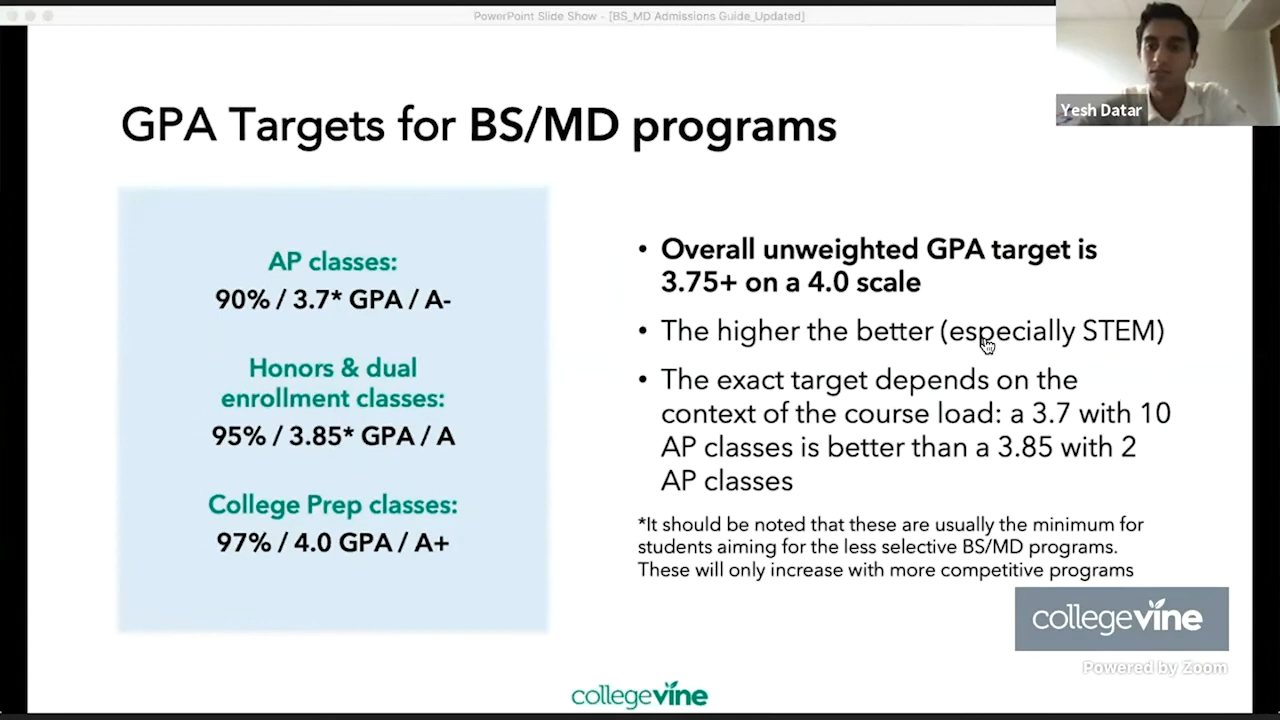 PowerPoint Slide Show - [BS_MD Admissions Guide_Updated]
Yesh Datar
GPA Targets for BS/MD programs
AP classes:
90% / 3.7* GPA / A-
Honors & dual
enrollment classes:
95% / 3.85* GPA / A
College Prep classes:
97% / 4.0 GPA / A+
• Overall unweighted GPA target is
3.75+ on a 4.0 scale
• The higher the better (especially STEM)
• The exact target depends on the
context of the course load: a 3.7 with 10
AP classes is better than a 3.85 with 2
AP classes
*It should be noted that these are usually the minimum for
students aiming for the less selective BS/MD programs.
These will only increase with more competitive programs
collegevine
Powered by Zoom
collegevine